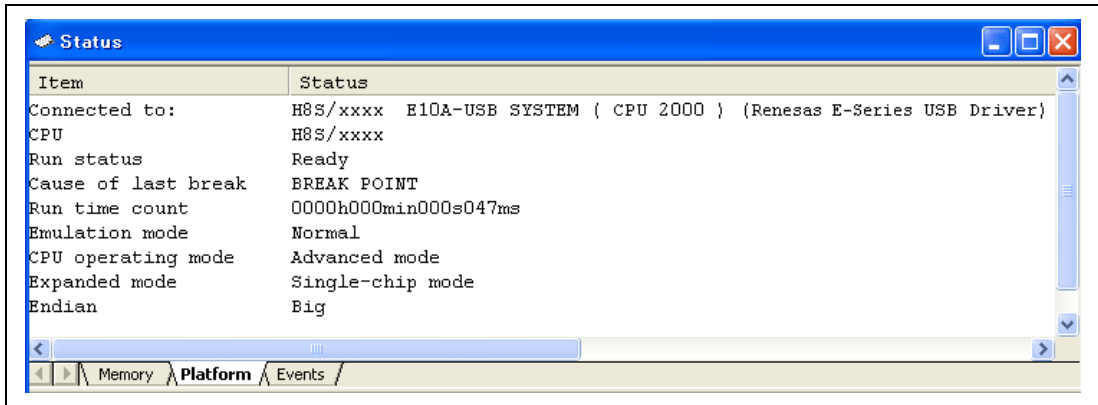 Status
Item Status
Connected to: H8S/xxxx E10A-USB SYSTEM ( CPU 2000 ) (Renesas E-Series USB Driver)
CPU H8S/xxxx
Run status Ready
Cause of last break BREAK POINT
Run time count 0000h000min000s047ms
Emulation mode Normal
CPU operating mode Advanced mode
Expanded mode Single-chip mode
Endian Big
Memory Platform Events